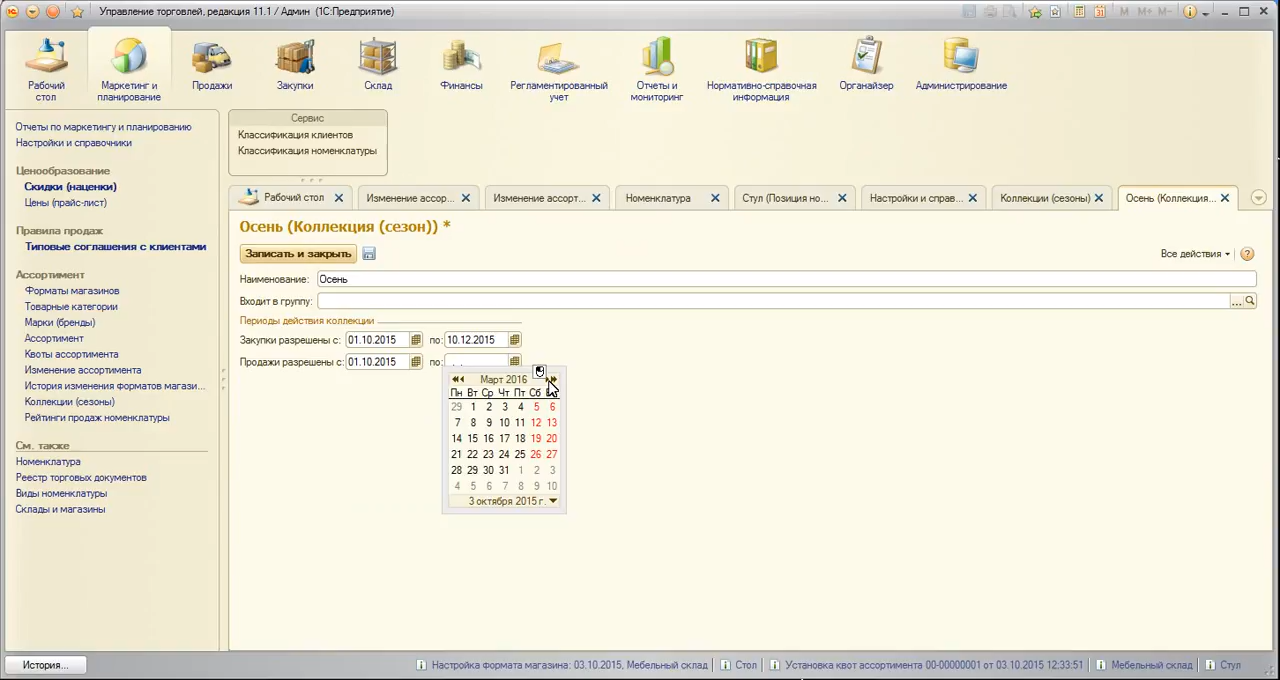 Управление торговлей, редакция 11.1 / Админ (1С:Предприятие)
M M+ M-
Рабочий стол
Маркетинг и планирование
Продажи
Закупки
Склад
Финансы
Регламентированный учет
Отчеты и мониторинг
Нормативно-справочная информация
Органайзер
Администрирование
Отчеты по маркетингу и планированию
Настройки и справочники
Ценообразование
Скидки (наценки)
Цены (прайс-лист)
Правила продаж
Типовые соглашения с клиентами
Ассортимент
Форматы магазинов
Товарные категории
Марки (бренды)
Ассортимент
Квоты ассортимента
Изменение ассортимента
История изменения форматов магази...
Коллекции (сезоны)
Рейтинги продаж номенклатуры
См. также
Номенклатура
Реестр торговых документов
Виды номенклатуры
Склады и магазины
Сервис
Классификация клиентов
Классификация номенклатуры
Рабочий стол
Изменение ассор...
Изменение ассорт...
Номенклатура
Стул (Позиция но...
Настройки и справ...
Коллекции (сезоны)
Осень (Коллекция...
Осень (Коллекция (сезон)) *
Записать и закрыть
Все действия
Наименование: Осень
Входит в группу: ...
Периоды действия коллекции
Закупки разрешены с: 01.10.2015 по: 10.12.2015
Продажи разрешены с: 01.10.2015 по: . .
Март 2016
Пн Вт Ср Чт Пт Сб
29 1 2 3 4 5 6
7 8 9 10 11 12 13
14 15 16 17 18 19 20
21 22 23 24 25 26 27
28 29 30 31 1 2 3
4 5 6 7 8 9 10
3 октября 2015 г.
История...
Настройка формата магазина: 03.10.2015, Мебельный склад
Стол
Установка квот ассортимента 00-00000001 от 03.10.2015 12:33:51
Мебельный склад
Стул